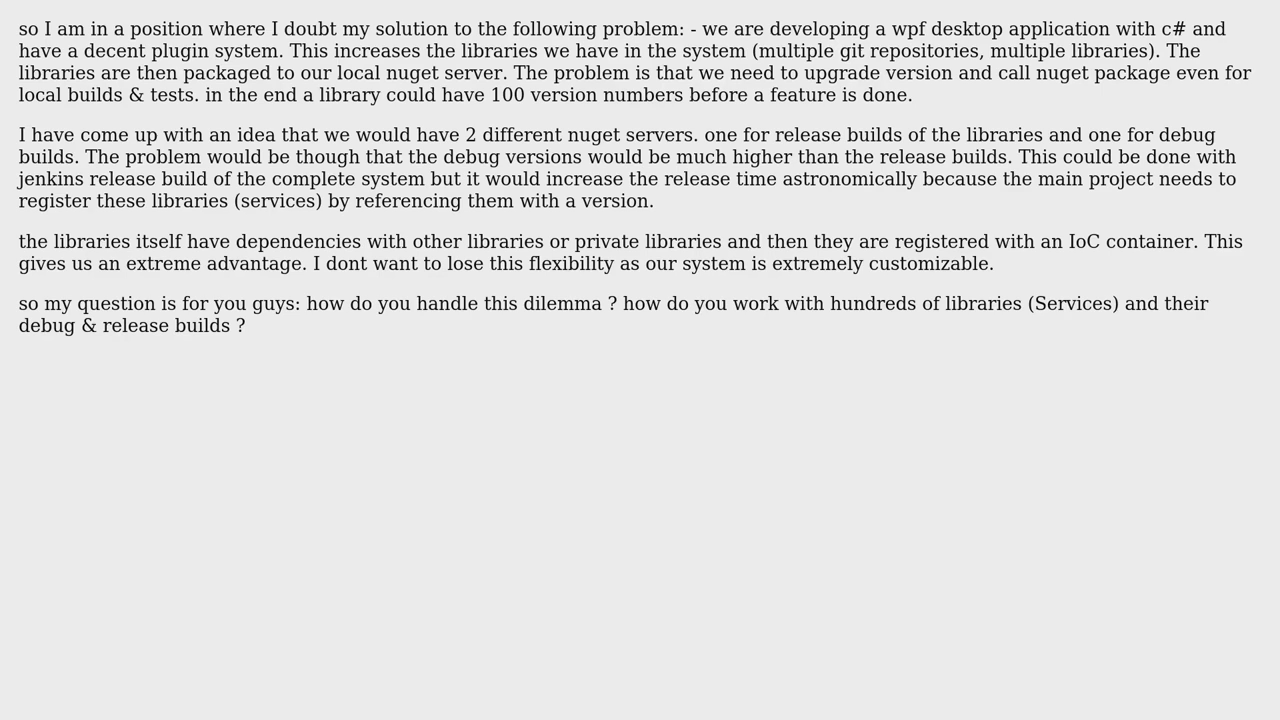 so I am in a position where I doubt my solution to the following problem: - we are developing a wpf desktop application with c# and
have a decent plugin system. This increases the libraries we have in the system (multiple git repositories, multiple libraries). The
libraries are then packaged to our local nuget server. The problem is that we need to upgrade version and call nuget package even for
local builds & tests. in the end a library could have 100 version numbers before a feature is done.
I have come up with an idea that we would have 2 different nuget servers. one for release builds of the libraries and one for debug
builds. The problem would be though that the debug versions would be much higher than the release builds. This could be done with
jenkins release build of the complete system but it would increase the release time astronomically because the main project needs to
register these libraries (services) by referencing them with a version.
the libraries itself have dependencies with other libraries or private libraries and then they are registered with an IoC container. This
gives us an extreme advantage. I dont want to lose this flexibility as our system is extremely customizable.
so my question is for you guys: how do you handle this dilemma ? how do you work with hundreds of libraries (Services) and their
debug & release builds ?